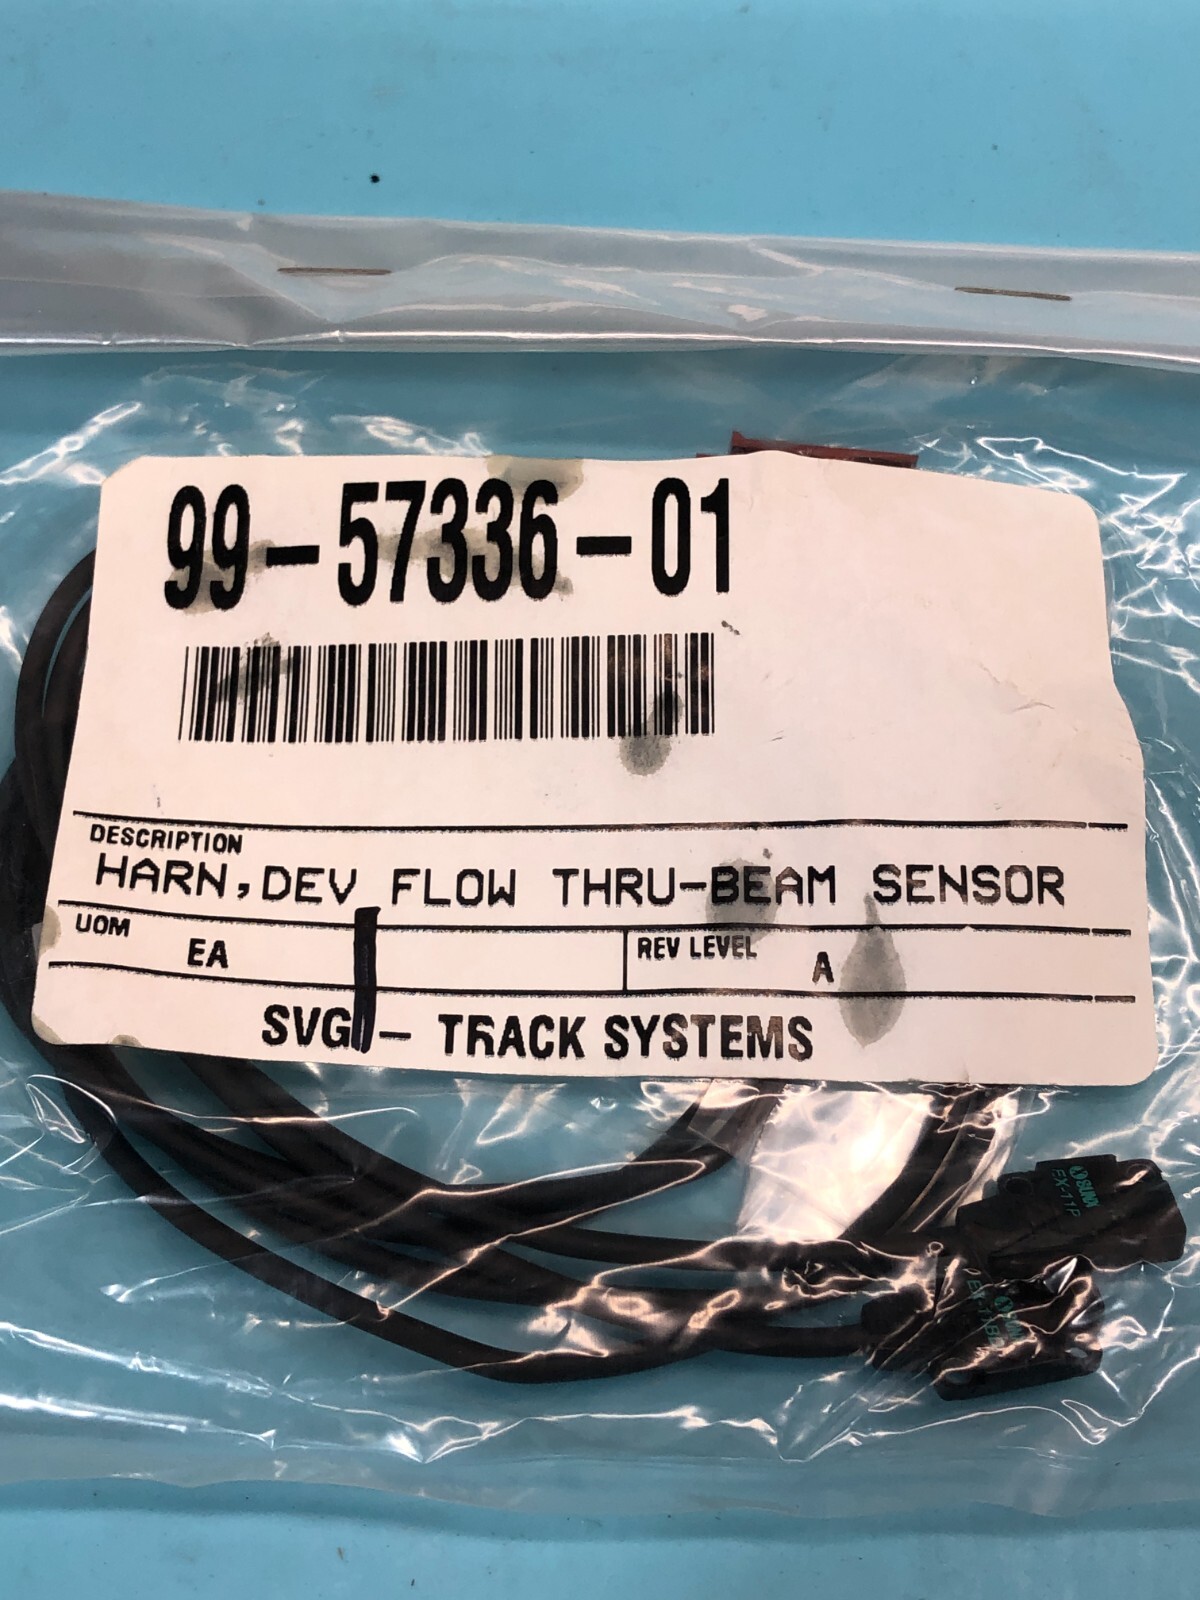 99-57336-01
DESCRIPTION
HARN,DEV FLOW THRU-BEAM SENSOR
UOM EA REV LEVEL A
SVG - TRACK SYSTEMS
SUNX
EX-11P